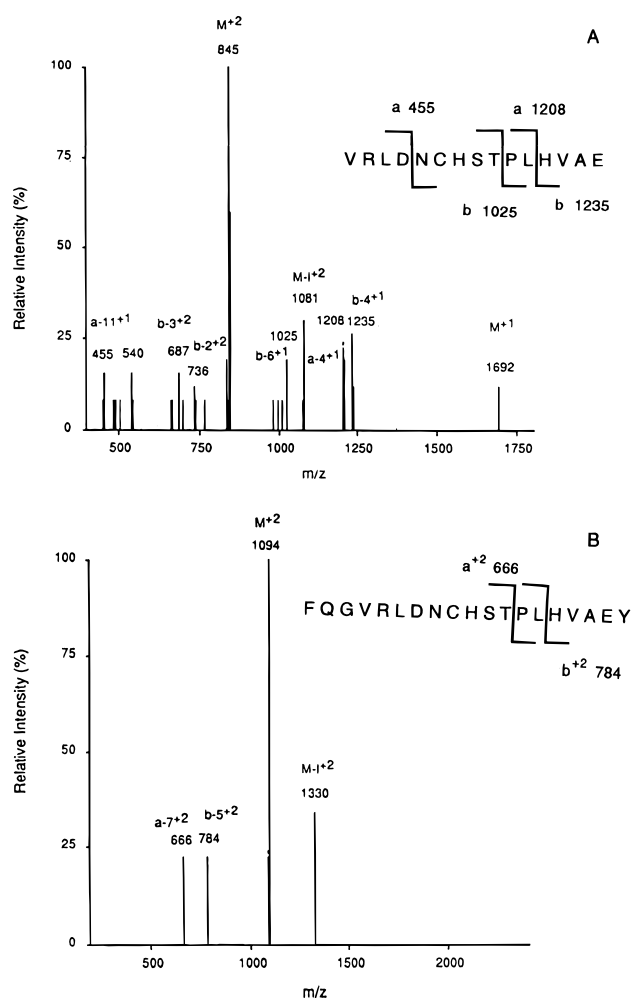 A
M+2
845
100
75
50
25
0
Relative Intensity (%)
a 455
a 1208
VRLDNCHSTPLHVAE
b 1025
b 1235
M-I+2
1081
b-4+1
1235
a-11+1
455
540
b-3+2
687
b-2+2
736
1025
b-6+1
1208
a-4+1
M+1
1692
500
750
1000
1250
1500
1750
m/z
B
M+2
1094
100
75
50
25
0
Relative Intensity (%)
a+2 666
FQGVRLDNCHSTPLHVAEY
b+2 784
M-I+2
1330
a-7+2
666
b-5+2
784
500
1000
1500
2000
m/z